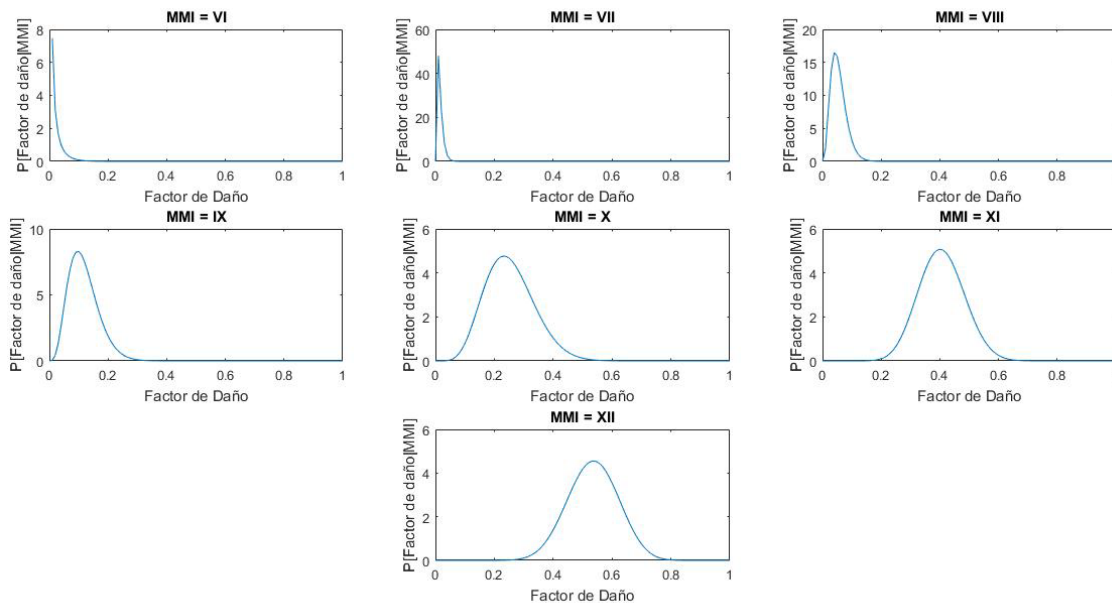 MMI = VI
P[Factor de daño|MMI]
8
6
4
2
0
0 0.2 0.4 0.6 0.8 1
Factor de Daño
MMI = VII
P[Factor de daño|MMI]
60
40
20
0
0 0.2 0.4 0.6 0.8 1
Factor de Daño
MMI = VIII
P[Factor de daño|MMI]
20
15
10
5
0
0 0.2 0.4 0.6 0.8 1
Factor de Daño
MMI = IX
P[Factor de daño|MMI]
10
5
0
0 0.2 0.4 0.6 0.8 1
Factor de Daño
MMI = X
P[Factor de daño|MMI]
6
4
2
0
0 0.2 0.4 0.6 0.8 1
Factor de Daño
MMI = XI
P[Factor de daño|MMI]
6
4
2
0
0 0.2 0.4 0.6 0.8 1
Factor de Daño
MMI = XII
P[Factor de daño|MMI]
6
4
2
0
0 0.2 0.4 0.6 0.8 1
Factor de Daño